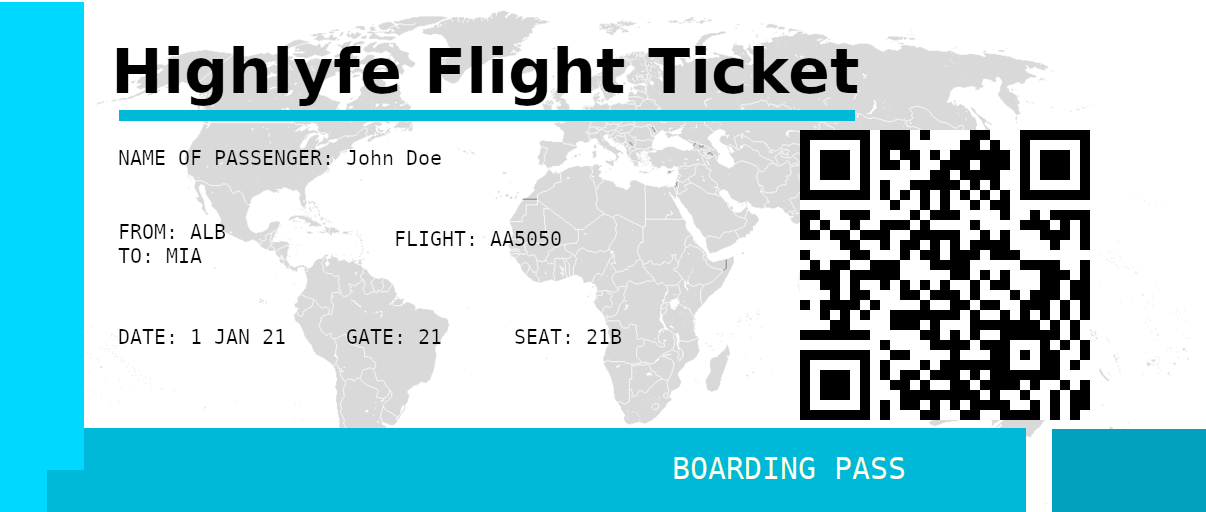 Highlyfe Flight Ticket
NAME OF PASSENGER: John Doe
FROM: ALB
TO: MIA
FLIGHT: AA5050
DATE: 1 JAN 21 GATE: 21 SEAT: 21B
BOARDING PASS